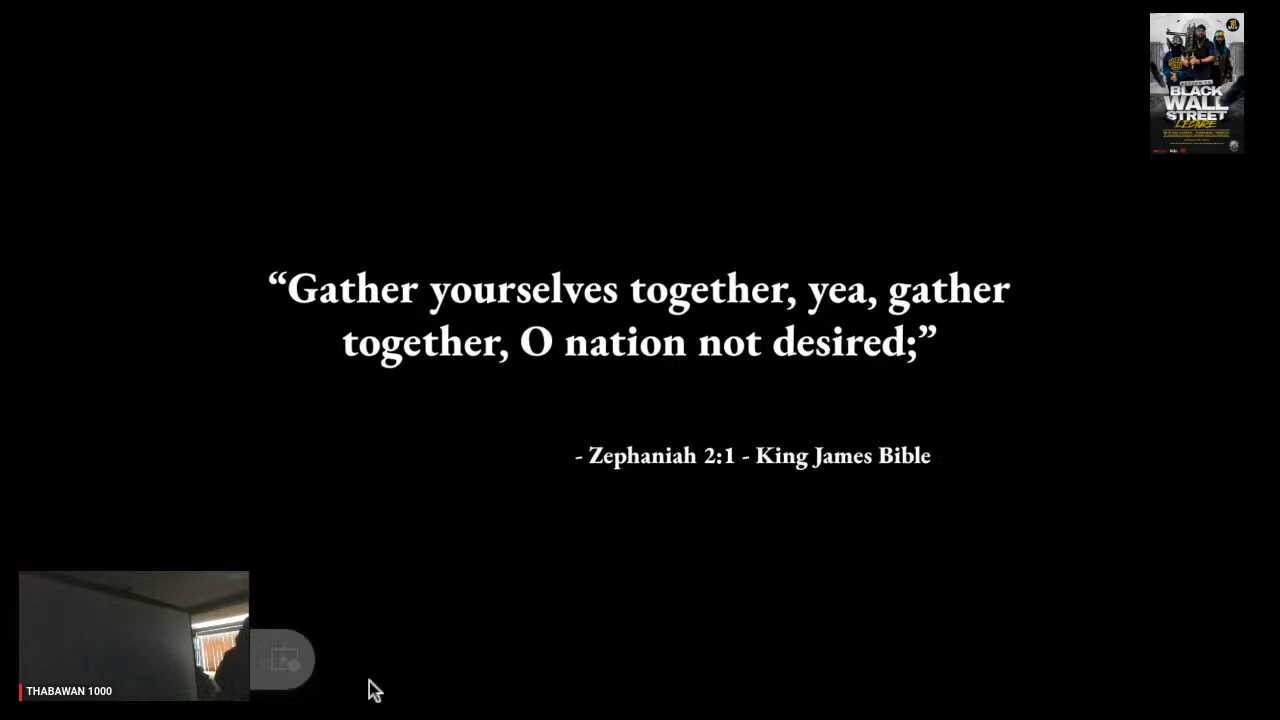 BLACK
WALL
STREET
LECTURE
“Gather yourselves together, yea, gather
together, O nation not desired;”
- Zephaniah 2:1 - King James Bible
THABAWAN 1000